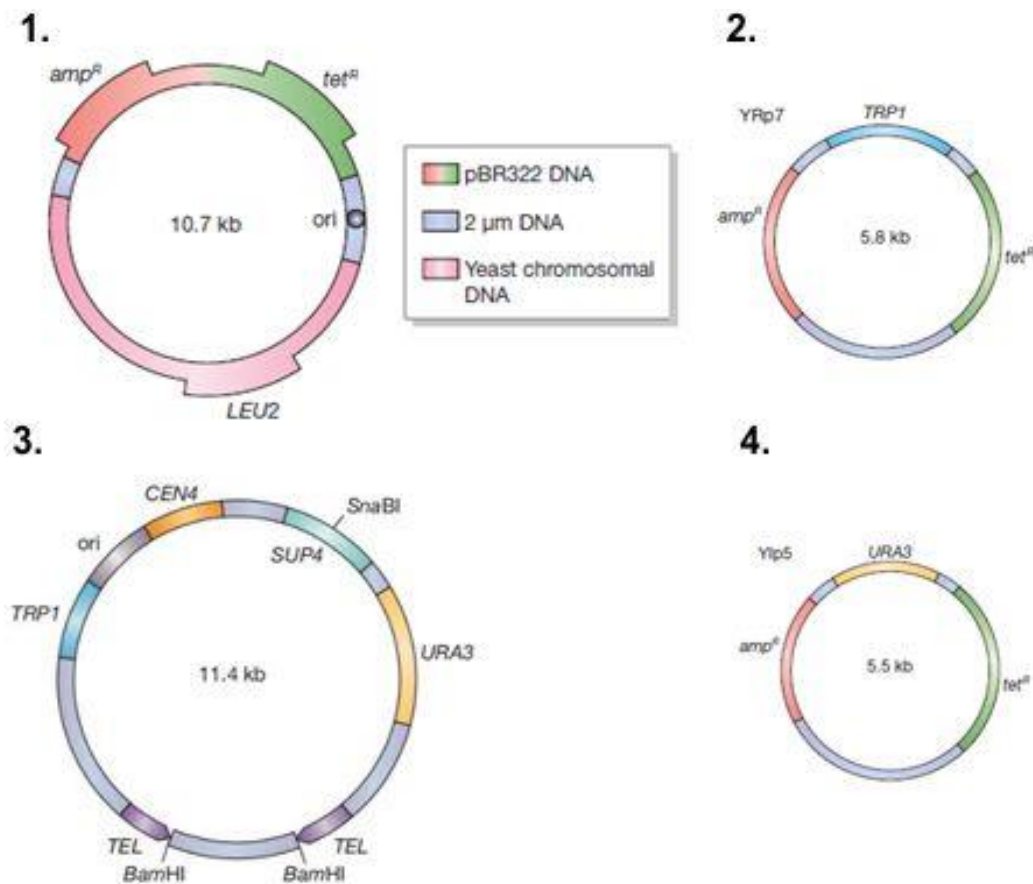 1.
amp^R
tet^R
10.7 kb
ori
LEU2
pBR322 DNA
2 µm DNA
Yeast chromosomal
DNA
2.
YRp7
TRP1
amp^R
5.8 kb
tet^R
3.
CEN4
SnaBI
ori
SUP4
TRP1
URA3
11.4 kb
TEL
TEL
BamHI
BamHI
4.
YIp5
URA3
amp^R
5.5 kb
tet^R